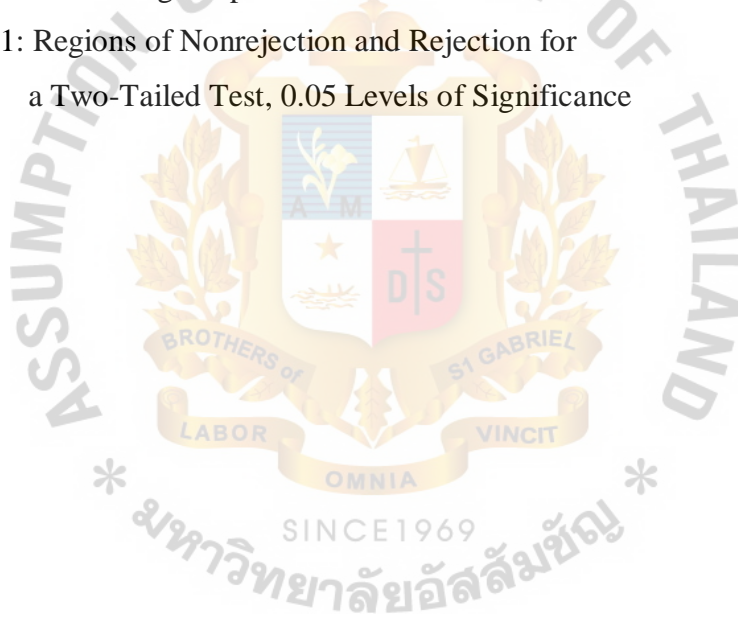 1: Regions of Nonrejection and Rejection for
a Two-Tailed Test, 0.05 Levels of Significance
OF THAILAND
ASSUMPTION
A M
D S
BROTHERS of
S1 GABRIEL
LABOR
VINCIT
OMNIA
*
*
SINCE1969
มหาวิทยาลัยอัสสัมชัญ